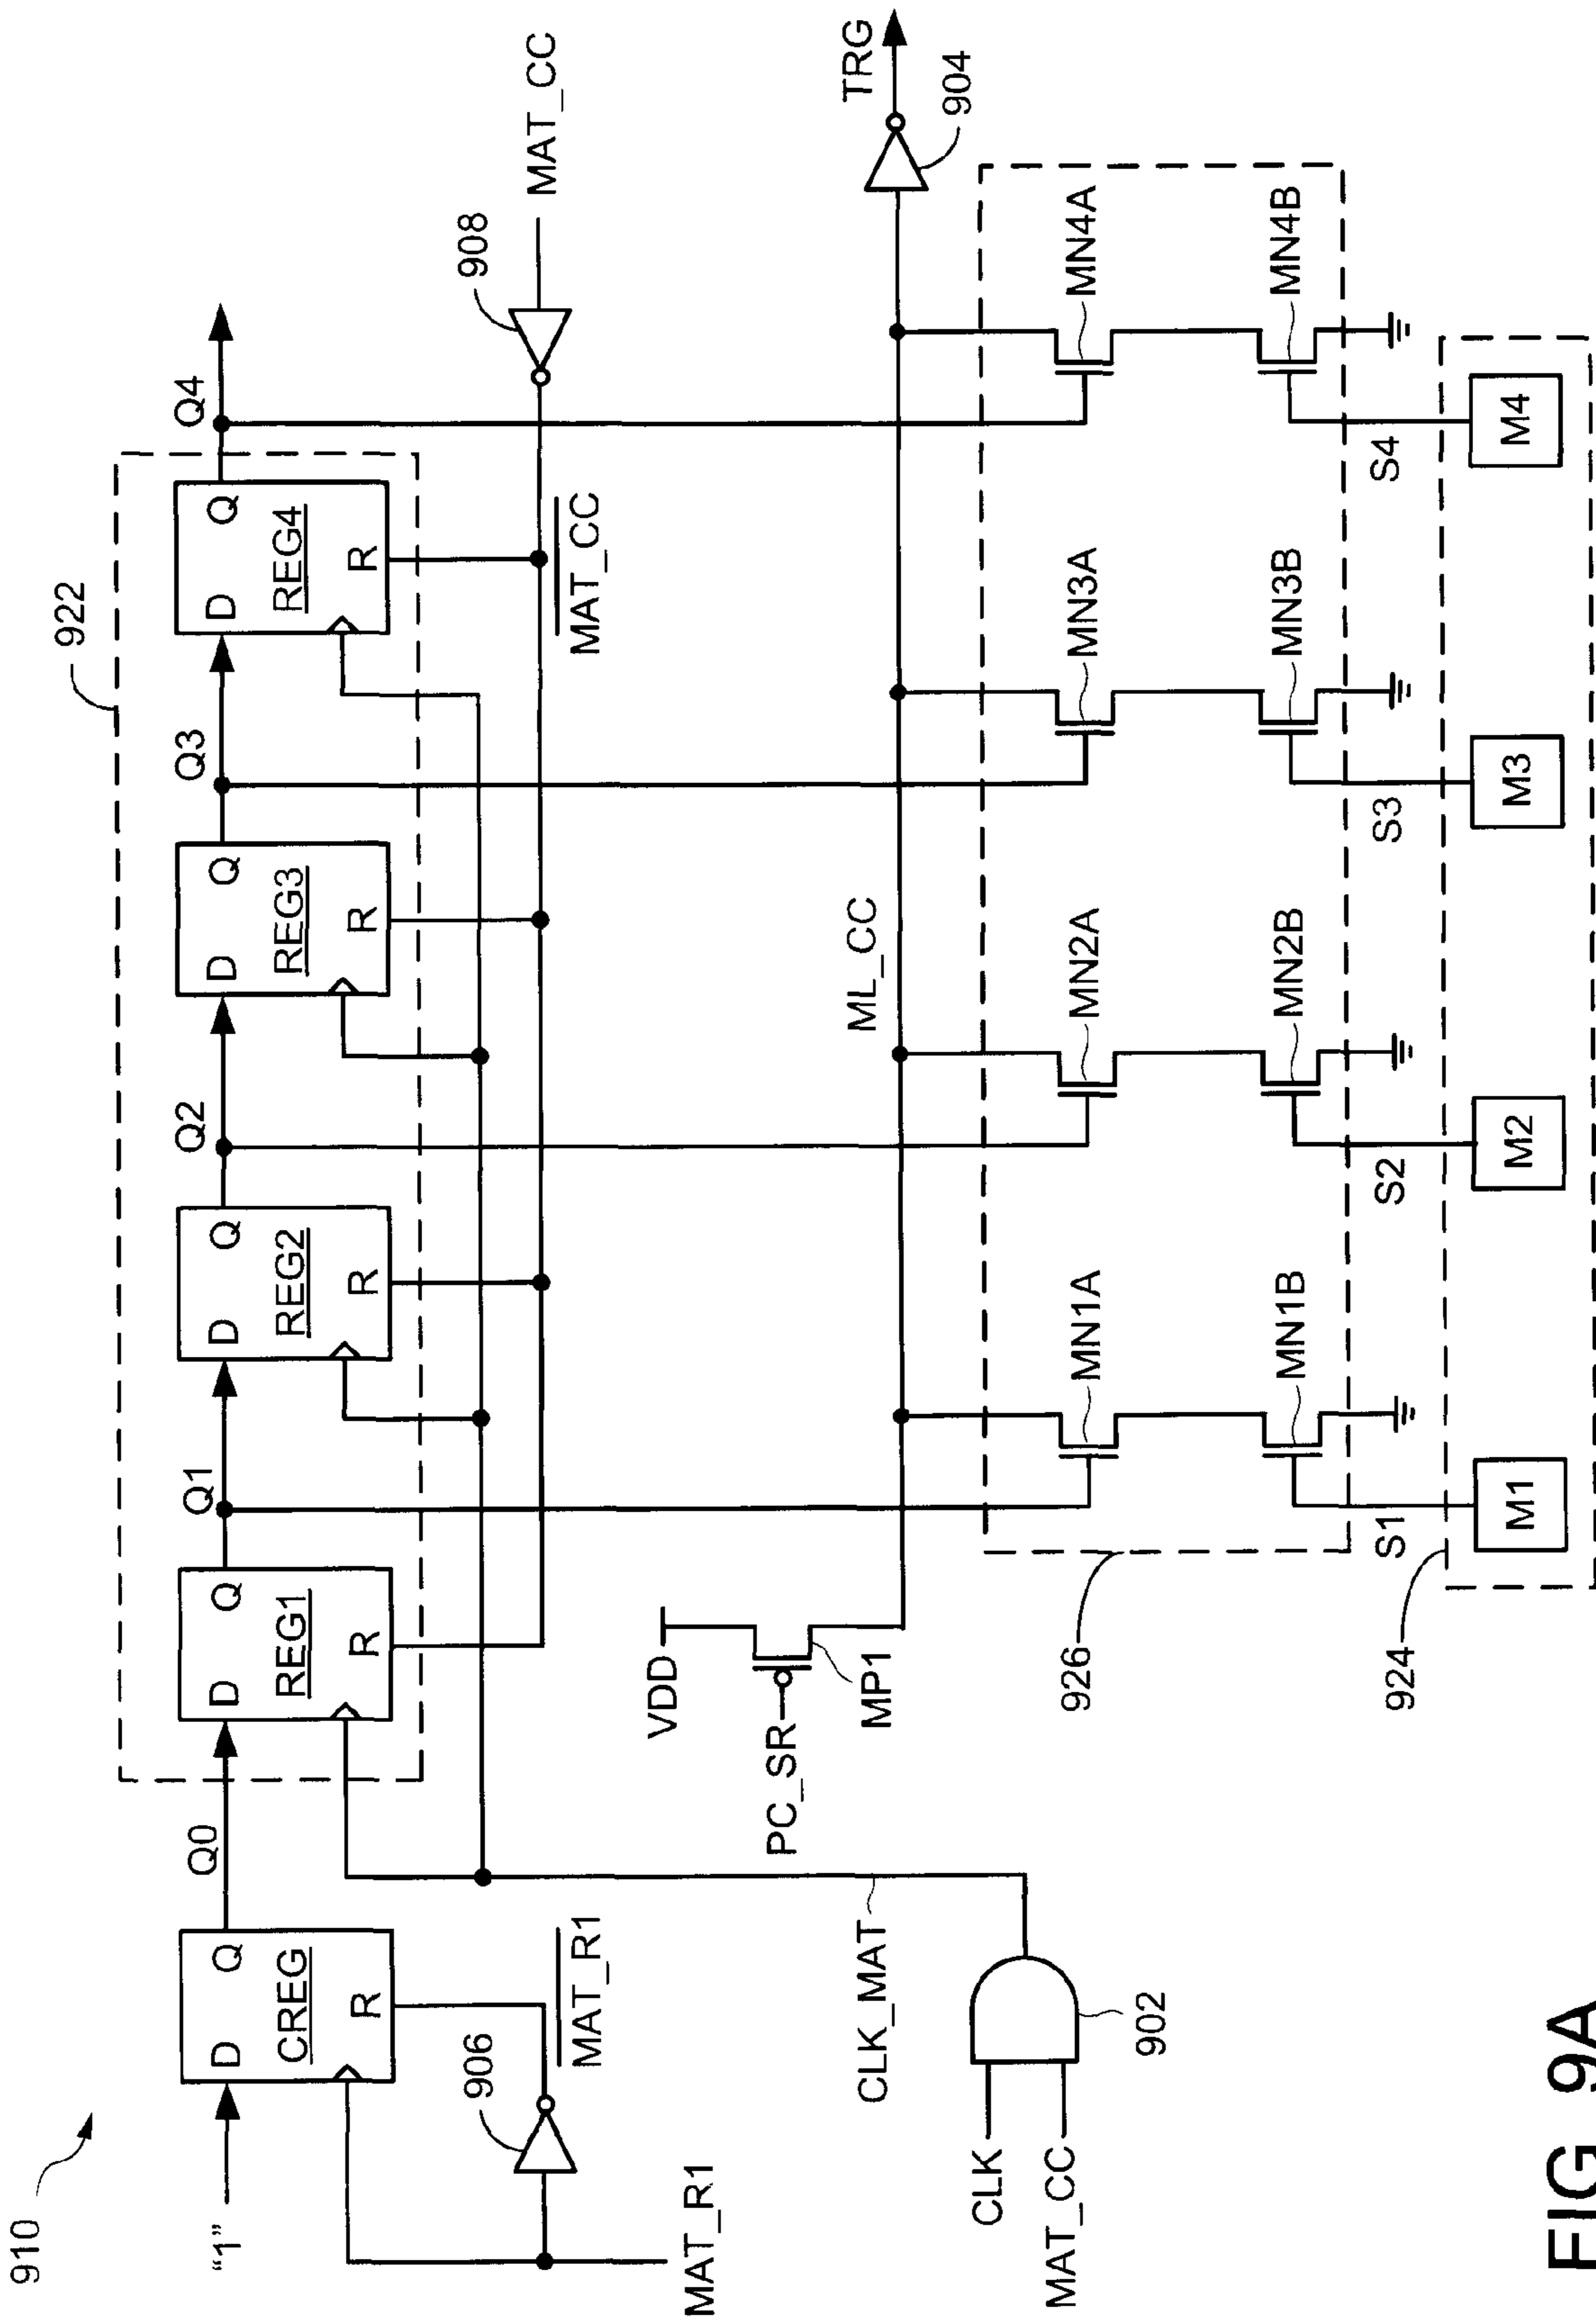 910
922
"1"
D
Q
CREG
R
Q0
D
Q
REG1
R
Q1
D
Q
REG2
R
Q2
D
Q
REG3
R
Q3
D
Q
REG4
R
Q4
906
MAT_R1
MAT_R1
908
MAT_CC
MAT_CC
CLK
MAT_CC
902
CLK_MAT
VDD
PC_SR
MP1
ML_CC
TRG
904
926
MN1A
MN2A
MN3A
MN4A
MN1B
MN2B
MN3B
MN4B
S1
S2
S3
S4
924
M1
M2
M3
M4
FIG 9A